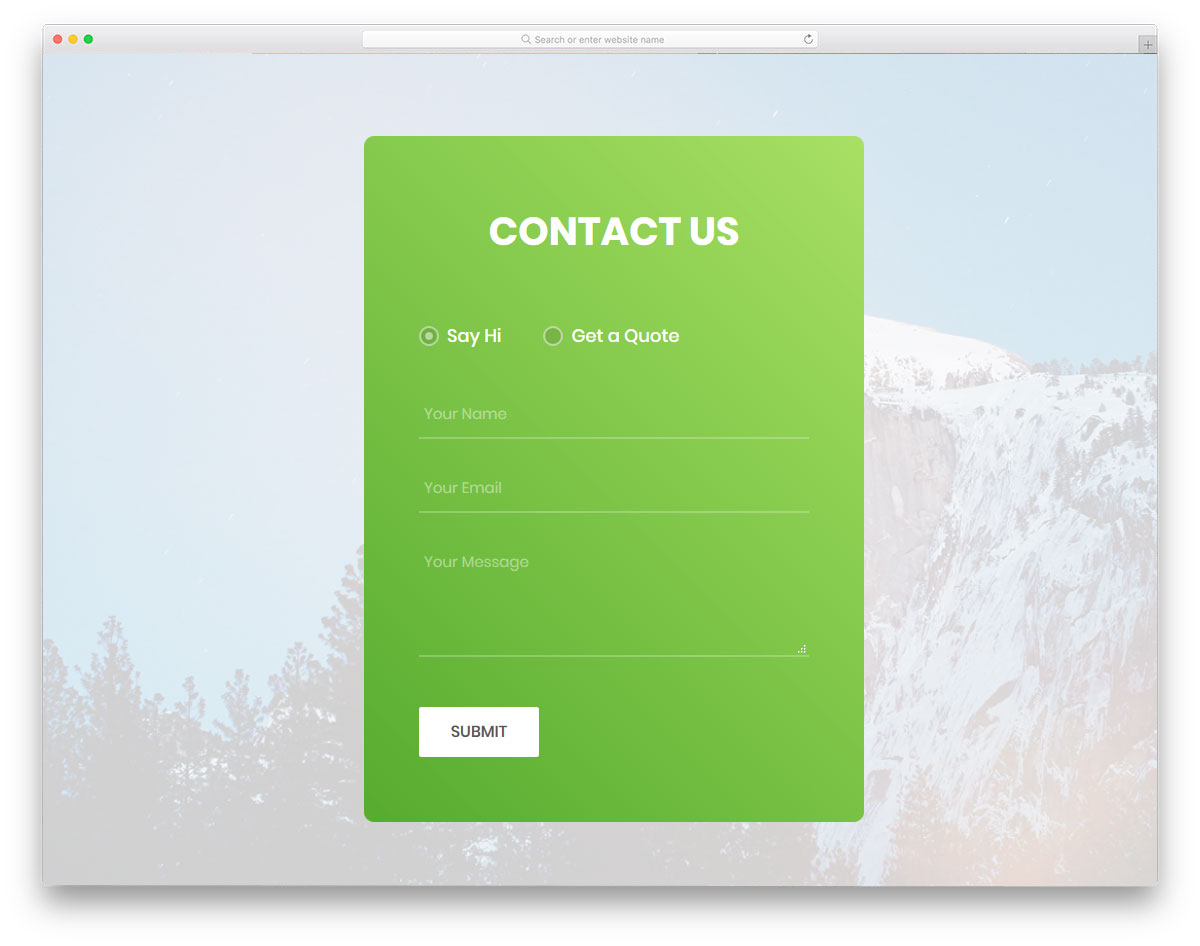 Search or enter website name
CONTACT US
Say Hi
Get a Quote
Your Name
Your Email
Your Message
SUBMIT